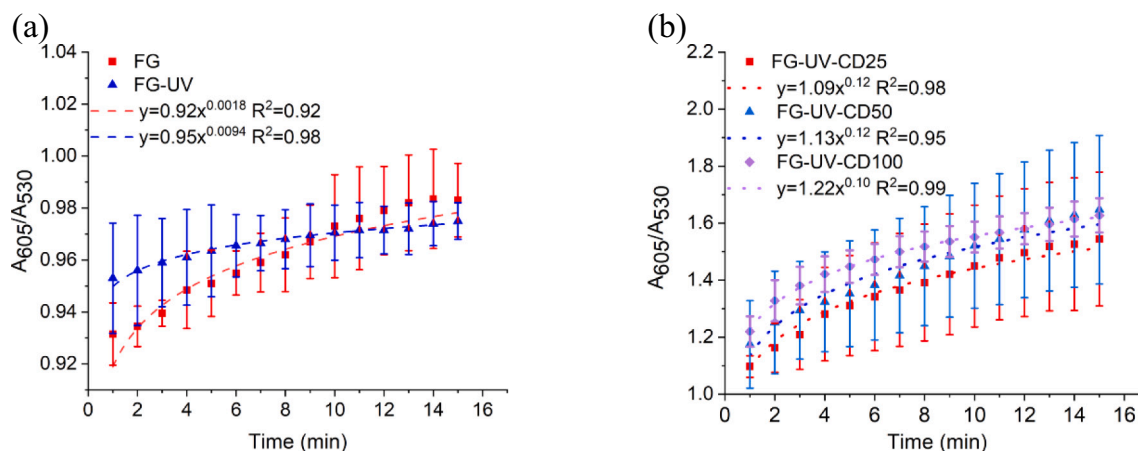 (a)
1.04
1.02
1.00
0.98
0.96
0.94
0.92
A605/A530
FG
FG-UV
y=0.92x^0.0018 R^2=0.92
y=0.95x^0.0094 R^2=0.98
0 2 4 6 8 10 12 14 16
Time (min)
(b)
2.2
2.0
1.8
1.6
1.4
1.2
1.0
A605/A530
FG-UV-CD25
y=1.09x^0.12 R^2=0.98
FG-UV-CD50
y=1.13x^0.12 R^2=0.95
FG-UV-CD100
y=1.22x^0.10 R^2=0.99
0 2 4 6 8 10 12 14 16
Time (min)